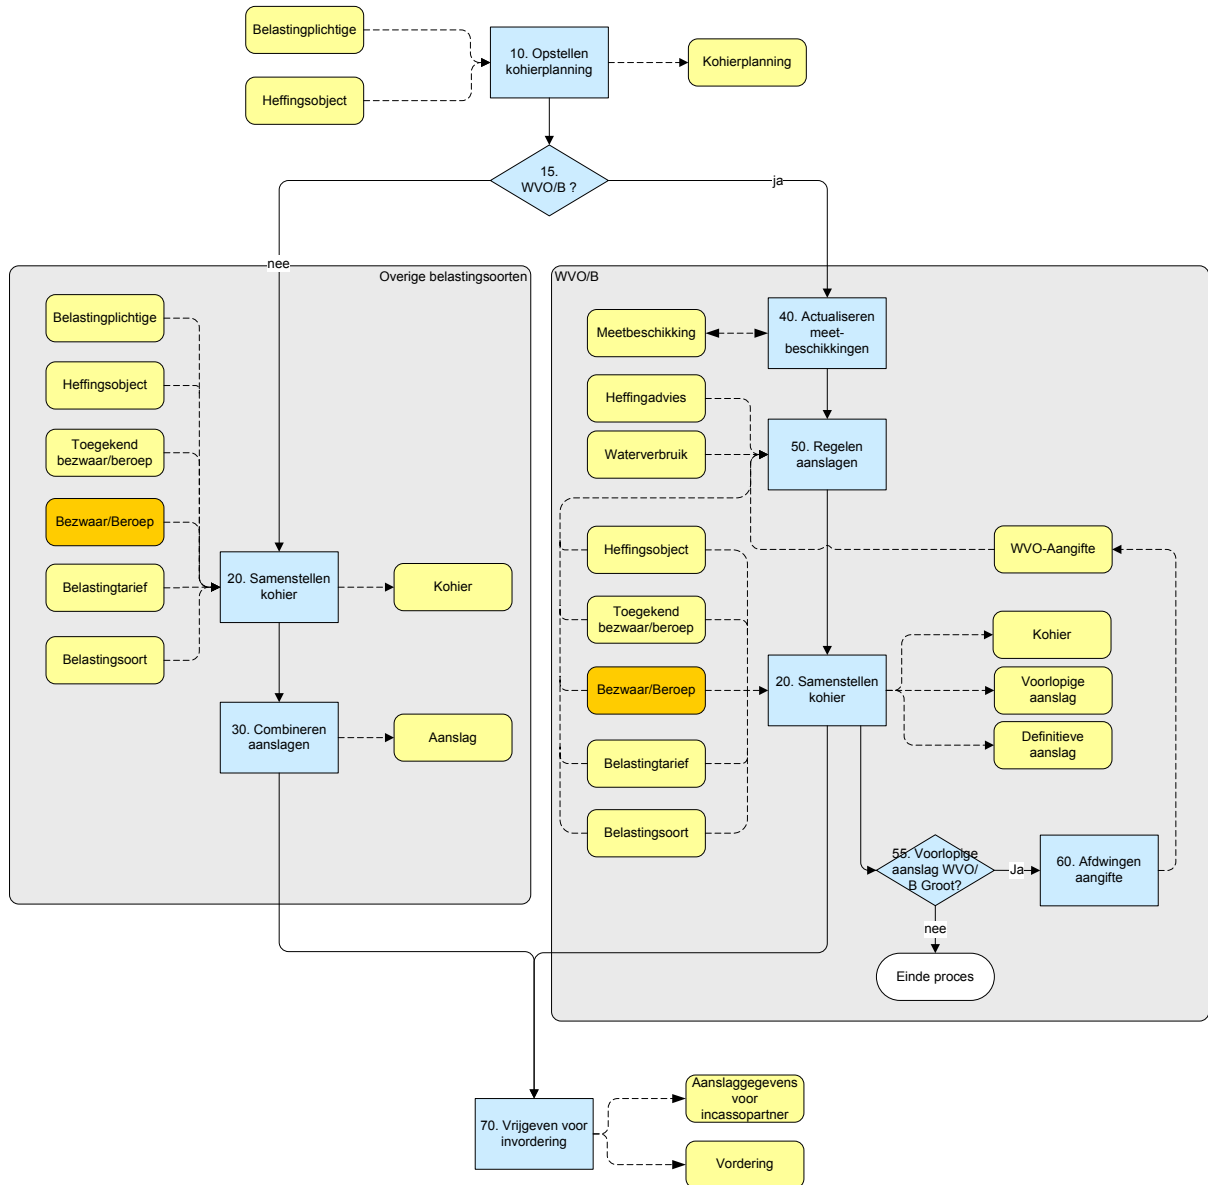 Belastingplichtige
Heffingsobject
10. Opstellen
kohierplanning
Kohierplanning
15.
WVO/B ?
ja
nee
Overige belastingsoorten
Belastingplichtige
Heffingsobject
Toegekend
bezwaar/beroep
Bezwaar/Beroep
Belastingtarief
Belastingsoort
20. Samenstellen
kohier
Kohier
30. Combineren
aanslagen
Aanslag
WVO/B
40. Actualiseren
meet-
beschikkingen
Meetbeschikking
Heffingadvies
Waterverbruik
50. Regelen
aanslagen
Heffingsobject
Toegekend
bezwaar/beroep
Bezwaar/Beroep
Belastingtarief
Belastingsoort
WVO-Aangifte
20. Samenstellen
kohier
Kohier
Voorlopige
aanslag
Definitieve
aanslag
55. Voorlopige
aanslag WVO/
B Groot?
Ja
60. Afdwingen
aangifte
nee
Einde proces
70. Vrijgeven voor
invordering
Aanslaggegevens
voor
incassopartner
Vordering